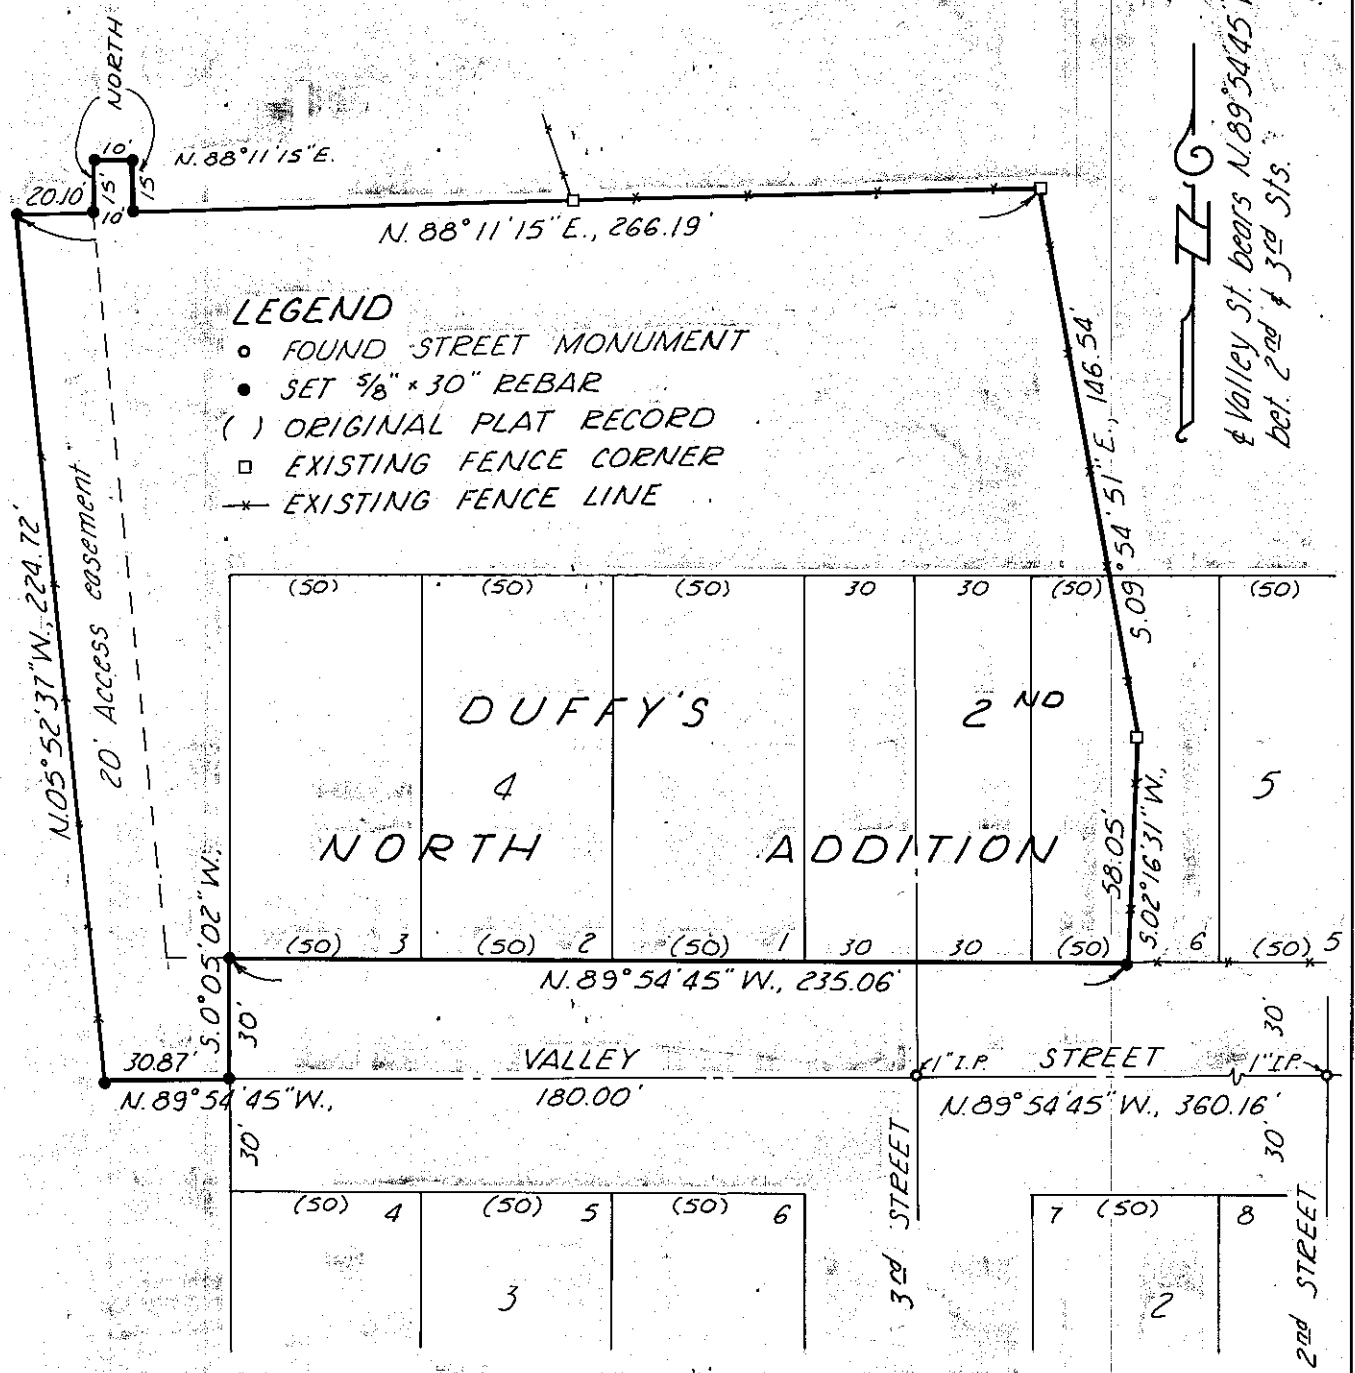 NORTH
10'
N. 88°11'15"E.
20.10'
15'
15'
10'
N. 88°11'15"E., 266.19'
℄ Valley St. bears N.89°54'45"
bet. 2nd & 3rd Sts.
LEGEND
FOUND STREET MONUMENT
SET 5/8" x 30" REBAR
( ) ORIGINAL PLAT RECORD
EXISTING FENCE CORNER
EXISTING FENCE LINE
S.09°54'51"E., 146.54'
N.05°52'37"W., 224.72'
20' Access easement
(50) (50) (50) 30 30 (50) (50)
DUFFY'S 2ND
4 5
NORTH ADDITION
58.05'
S.02°16'31"W.,
S.0°05'02"W.,
30'
(50) 3 (50) 2 (50) 1 30 30 (50) 6 (50) 5
N.89°54'45"W., 235.06'
30.87'
N.89°54'45"W.,
VALLEY STREET
180.00'
1" I.P.
1" I.P.
N.89°54'45"W., 360.16'
30'
30'
30'
3rd STREET
2nd STREET
(50) 4 (50) 5 (50) 6 7 (50) 8
3 2